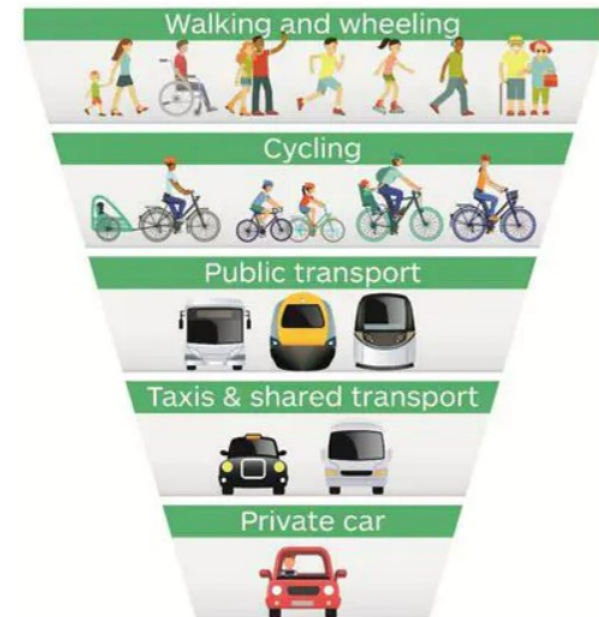 Walking and wheeling
Cycling
Public transport
Taxis & shared transport
Private car